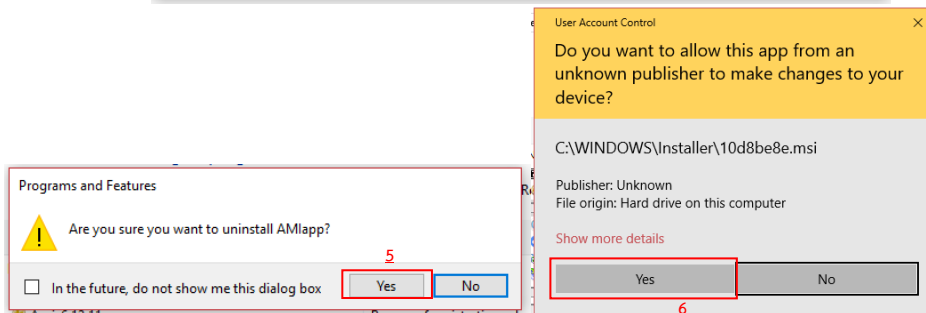 User Account Control
Do you want to allow this app from an
unknown publisher to make changes to your
device?
C:\WINDOWS\Installer\10d8be8e.msi
Publisher: Unknown
File origin: Hard drive on this computer
Show more details
Yes
No
6
Programs and Features
Are you sure you want to uninstall AMIapp?
5
In the future, do not show me this dialog box
Yes
No